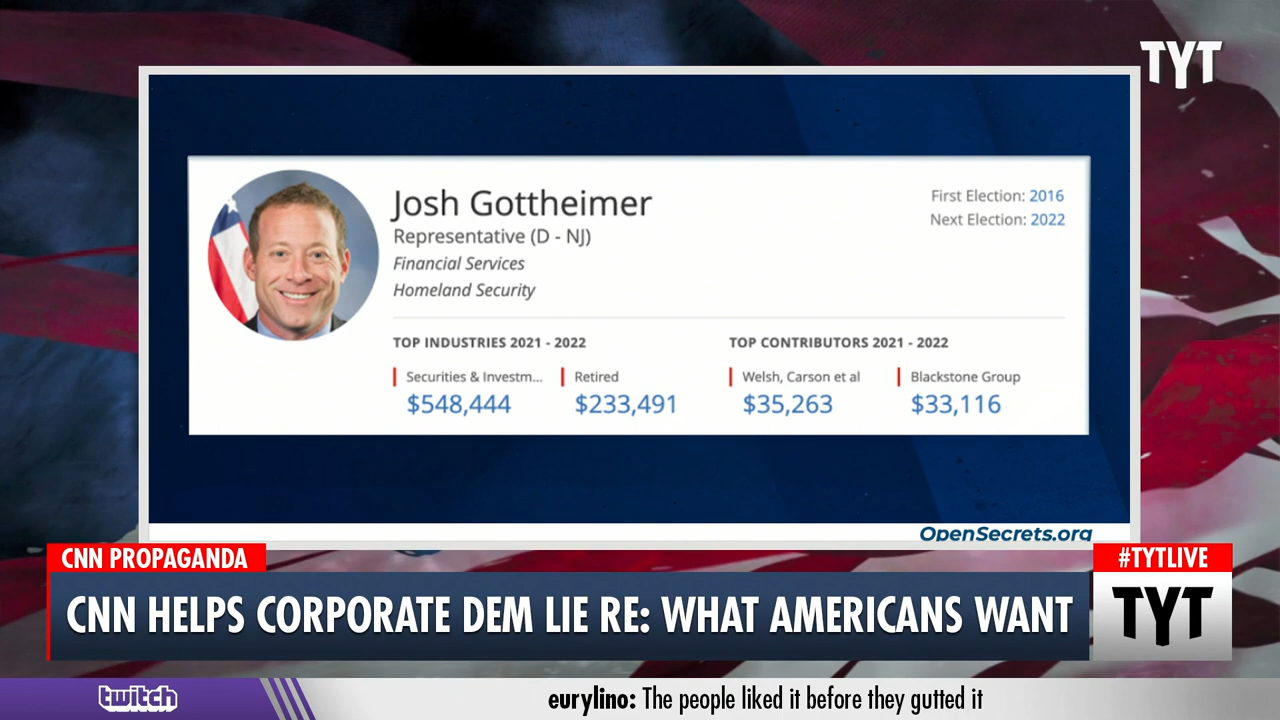 TYT
Josh Gottheimer
Representative (D - NJ)
Financial Services
Homeland Security
First Election: 2016
Next Election: 2022
TOP INDUSTRIES 2021 - 2022
Securities & Investm...
$548,444
Retired
$233,491
TOP CONTRIBUTORS 2021 - 2022
Welsh, Carson et al
$35,263
Blackstone Group
$33,116
OpenSecrets.org
CNN PROPAGANDA
#TYTLIVE
CNN HELPS CORPORATE DEM LIE RE: WHAT AMERICANS WANT
TYT
twitch
eurylino: The people liked it before they gutted it